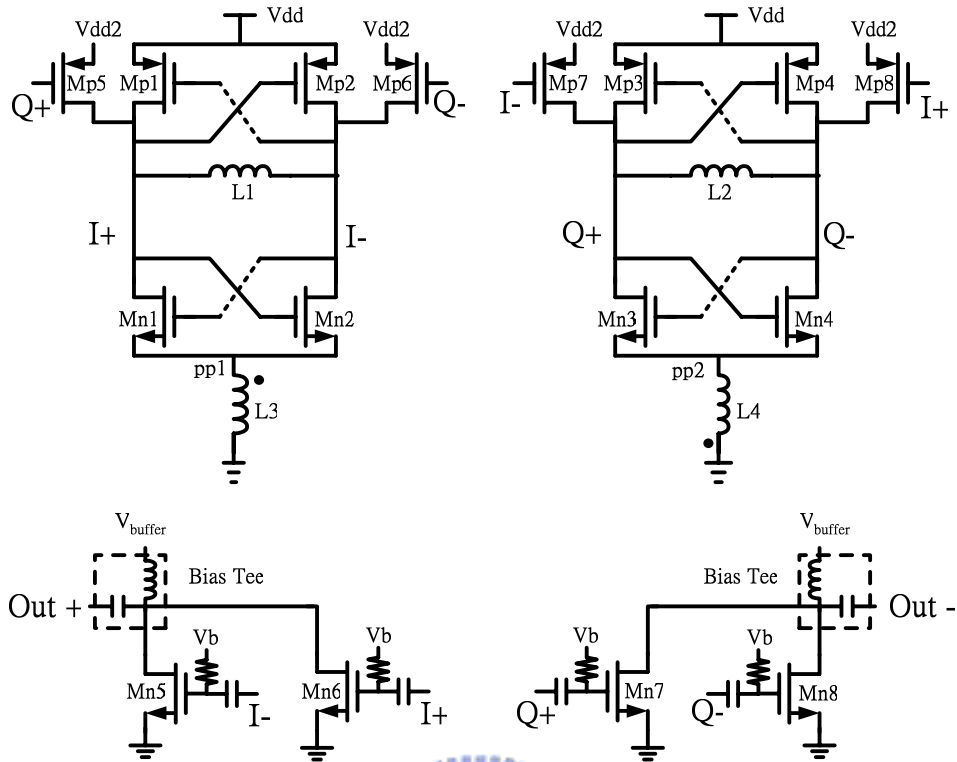 Vdd
Vdd
Vdd2
Vdd2
Vdd2
Vdd2
Mp5
Mp1
Mp2
Mp6
Mp7
Mp3
Mp4
Mp8
Q+
Q-
I-
I+
L1
L2
I+
I-
Q+
Q-
Mn1
Mn2
Mn3
Mn4
pp1
pp2
L3
L4
Vbuffer
Vbuffer
Bias Tee
Bias Tee
Out +
Out -
Vb
Vb
Vb
Vb
Mn5
Mn6
Mn7
Mn8
I-
I+
Q+
Q-